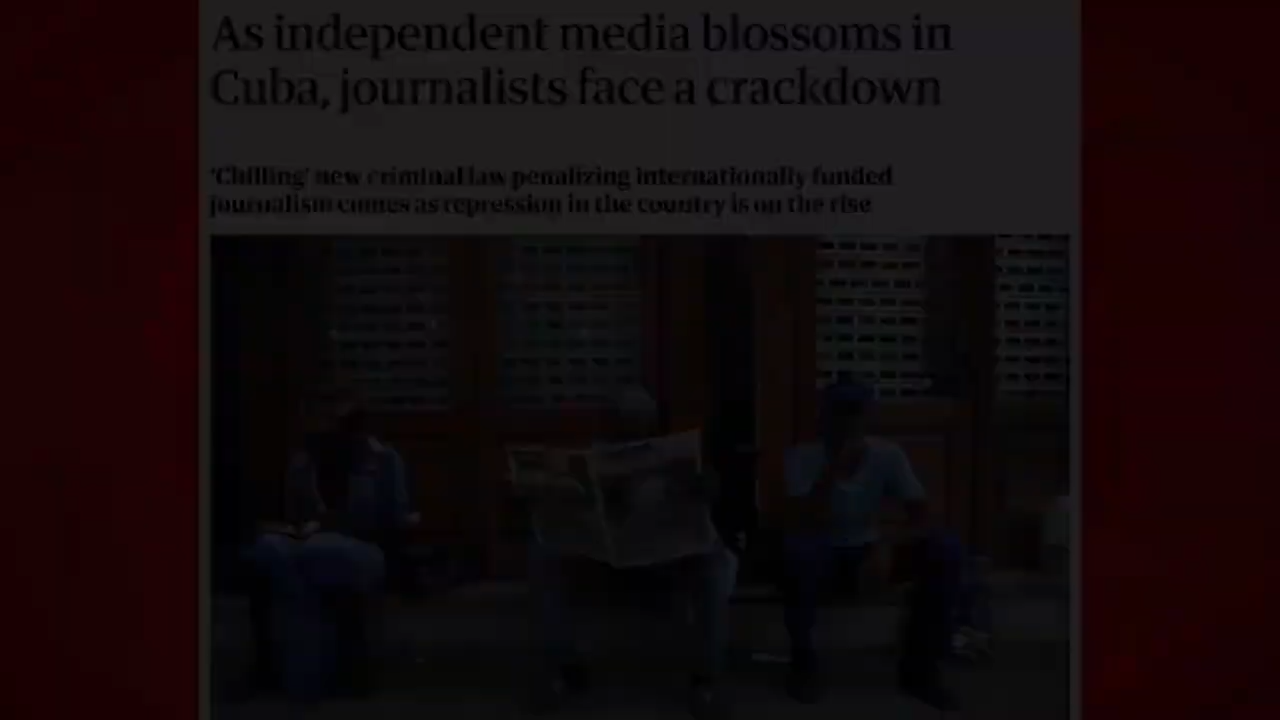 As independent media blossoms in
Cuba, journalists face a crackdown
'Chilling' new criminal law penalizing internationally funded
journalism comes as repression in the country is on the rise